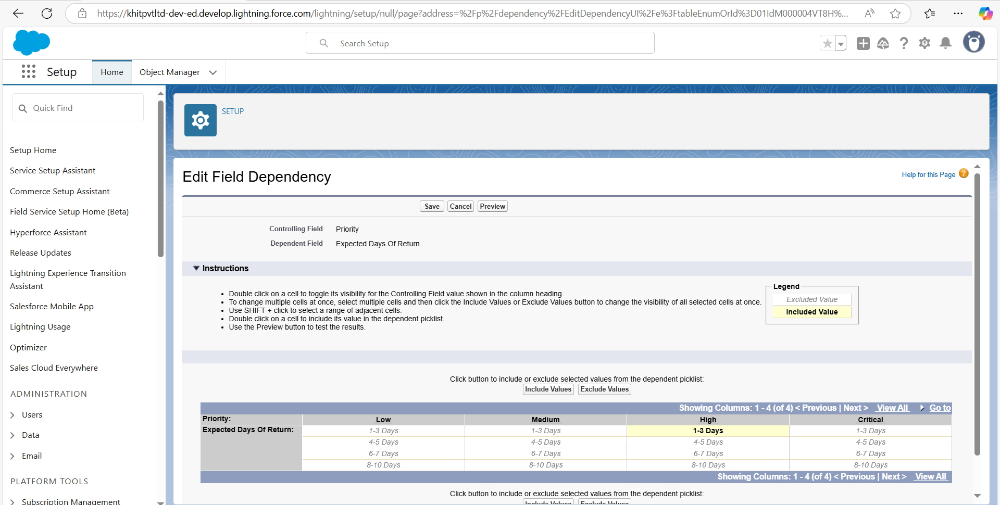 https://khitpvtltd-dev-ed.develop.lightning.force.com/lightning/setup/null/page?address=%2Fp%2Fdependency%2FEditDependencyUI%2Fe%3FtableEnumOrId%3D01IdM000004VT8H%...
Search Setup
Setup
Home
Object Manager
Quick Find
SETUP
Setup Home
Service Setup Assistant
Commerce Setup Assistant
Field Service Setup Home (Beta)
Hyperforce Assistant
Release Updates
Lightning Experience Transition
Assistant
Salesforce Mobile App
Lightning Usage
Optimizer
Sales Cloud Everywhere
ADMINISTRATION
Users
Data
Email
PLATFORM TOOLS
Subscription Management
Edit Field Dependency
Help for this Page ?
Save Cancel Preview
Controlling Field Priority
Dependent Field Expected Days Of Return
Instructions
• Double click on a cell to toggle its visibility for the Controlling Field value shown in the column heading.
• To change multiple cells at once, select multiple cells and then click the Include Values or Exclude Values button to change the visibility of all selected cells at once.
• Use SHIFT + click to select a range of adjacent cells.
• Double click on a cell to include its value in the dependent picklist.
• Use the Preview button to test the results.
Legend
Excluded Value
Included Value
Click button to include or exclude selected values from the dependent picklist:
Include Values Exclude Values
Showing Columns: 1 - 4 (of 4) < Previous | Next > View All Go to
Priority: Low Medium High Critical
Expected Days Of Return: 1-3 Days 1-3 Days 1-3 Days 1-3 Days
4-5 Days 4-5 Days 4-5 Days 4-5 Days
6-7 Days 6-7 Days 6-7 Days 6-7 Days
8-10 Days 8-10 Days 8-10 Days 8-10 Days
Showing Columns: 1 - 4 (of 4) < Previous | Next > View All
Click button to include or exclude selected values from the dependent picklist:
Include Values Exclude Values